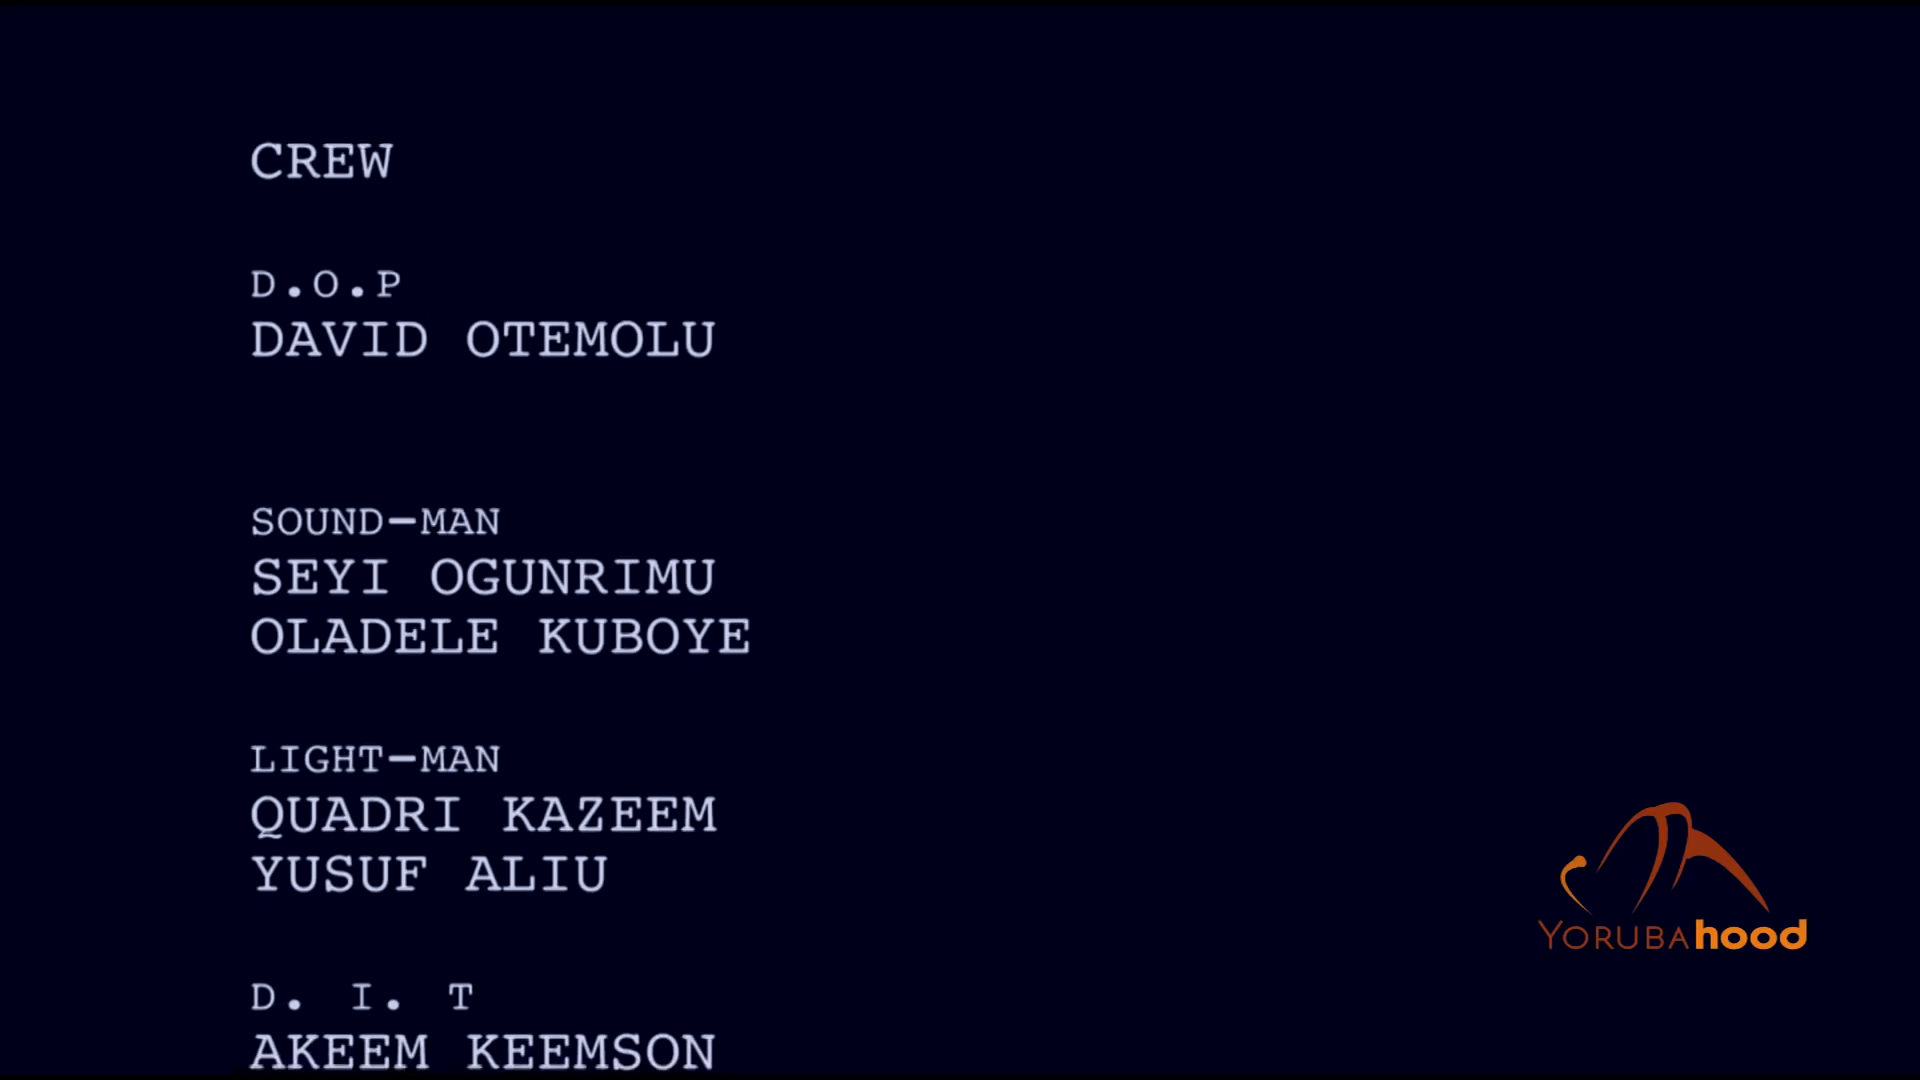 CREW
D.O.P
DAVID OTEMOLU
SOUND-MAN
SEYI OGUNRIMU
OLADELE KUBOYE
LIGHT-MAN
QUADRI KAZEEM
YUSUF ALIU
D. I. T
AKEEM KEEMSON
YORUBAhood